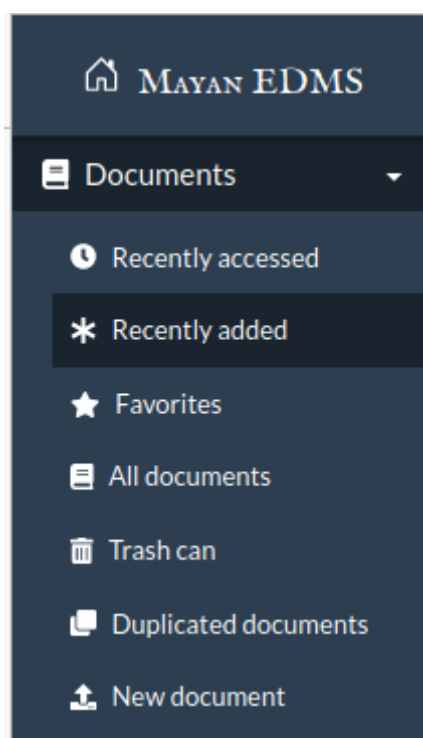 Mayan EDMS
Documents
Recently accessed
Recently added
Favorites
All documents
Trash can
Duplicated documents
New document